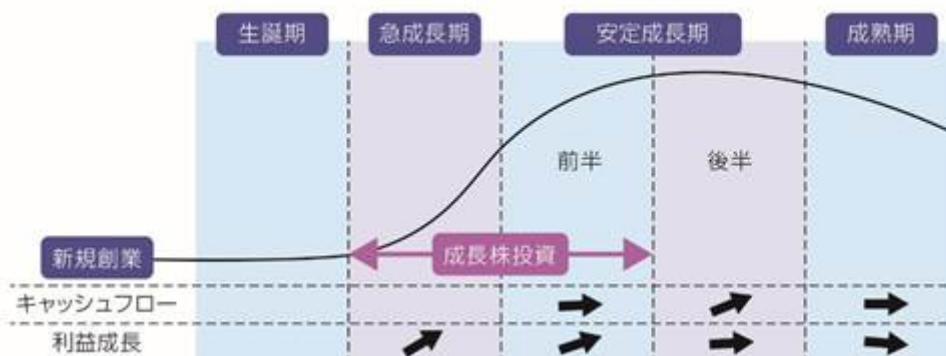 生誕期
急成長期
安定成長期
成熟期
前半
後半
新規創業
成長株投資
キャッシュフロー
利益成長